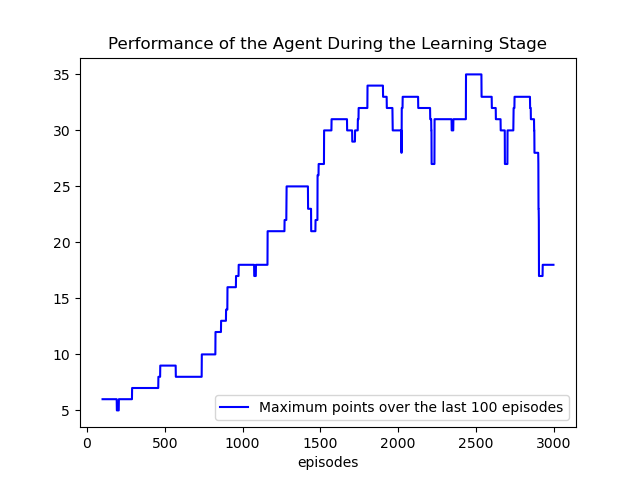 Performance of the Agent During the Learning Stage
35
30
25
20
15
10
5
Maximum points over the last 100 episodes
0 500 1000 1500 2000 2500 3000
episodes